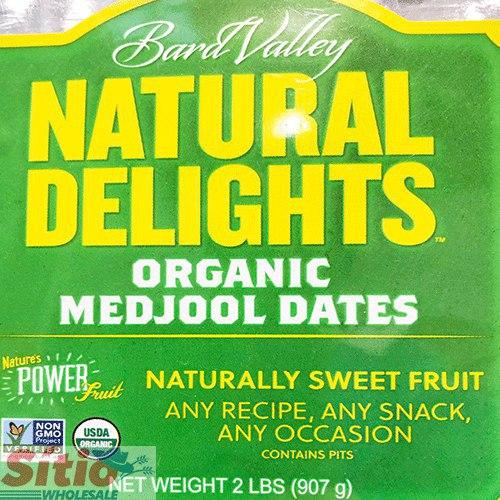 Bard Valley
NATURAL
DELIGHTS™
ORGANIC
MEDJOOL DATES
Nature's
POWER
Fruit
NATURALLY SWEET FRUIT
ANY RECIPE, ANY SNACK,
ANY OCCASION
CONTAINS PITS
NON
GMO
Project
VERIFIED
USDA
ORGANIC
Sitio
WHOLESALE
NET WEIGHT 2 LBS (907 g)